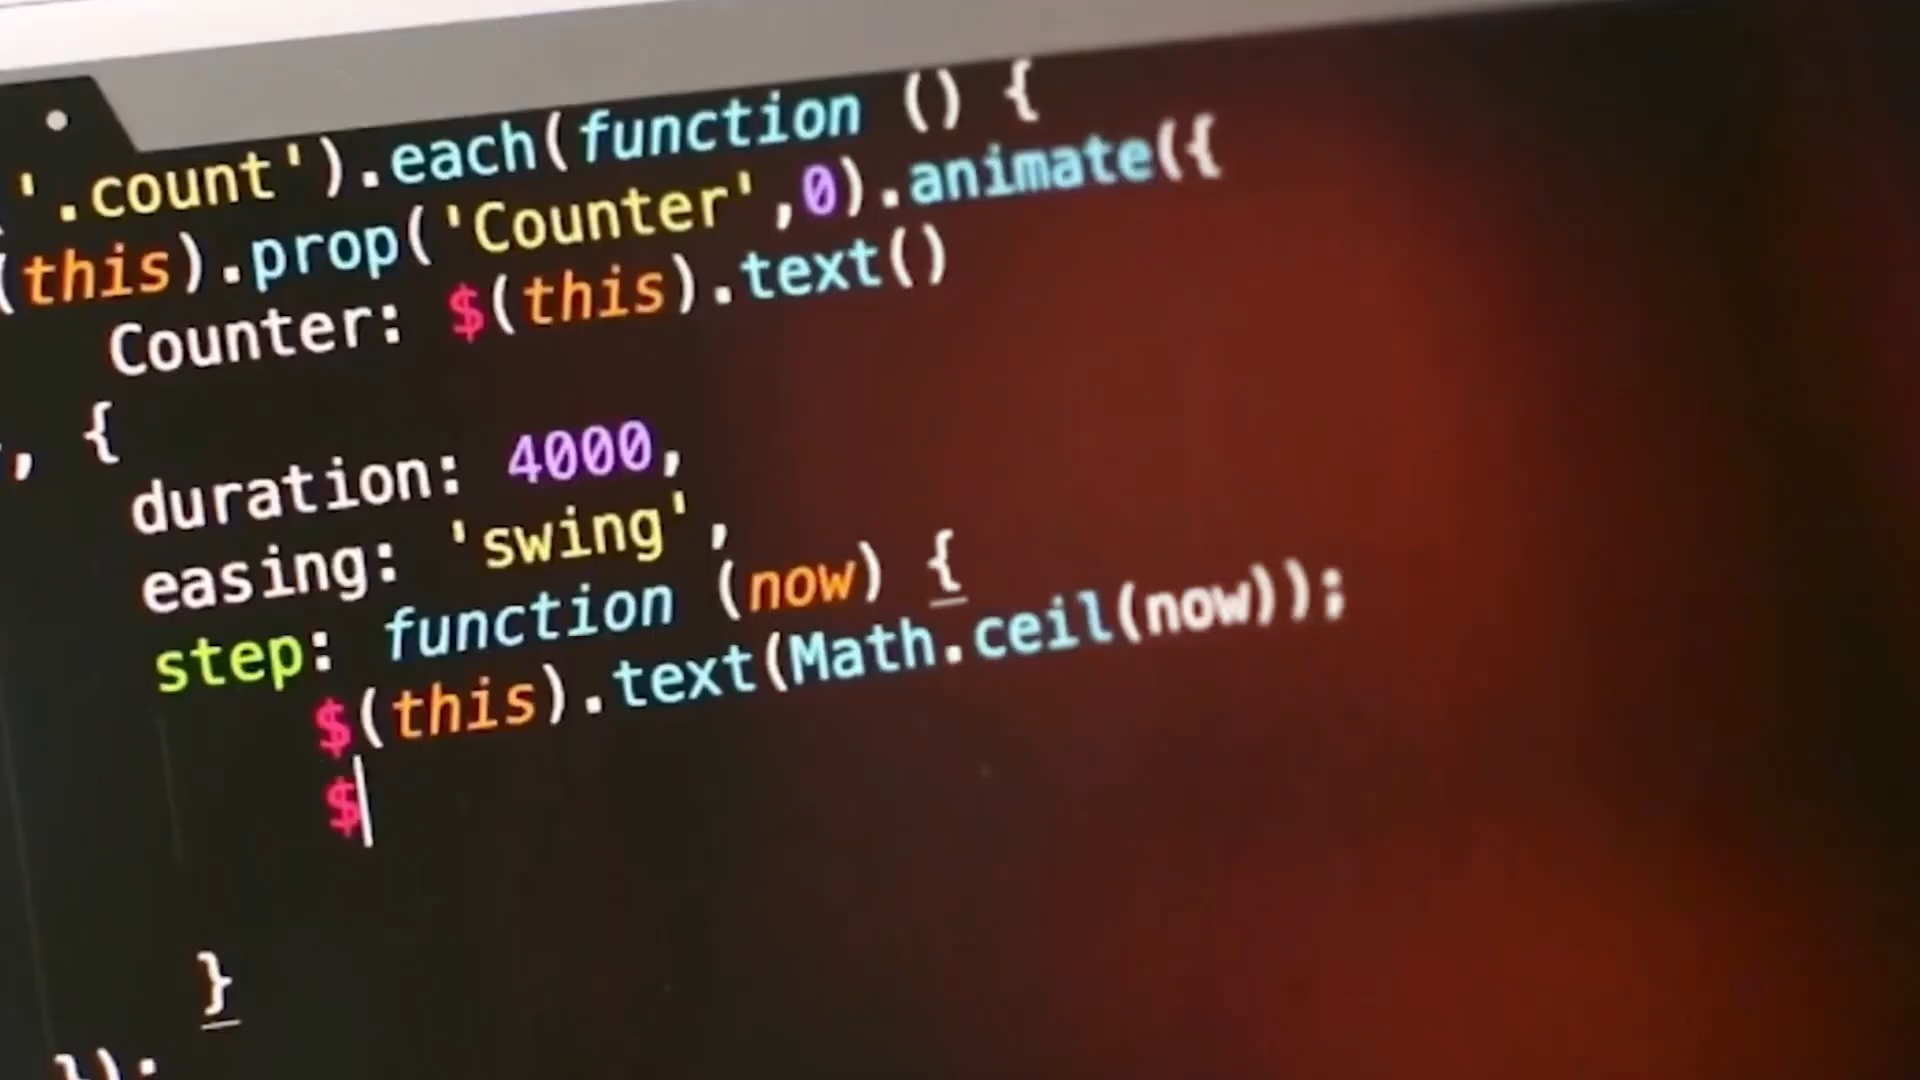 '.count').each(function () {
(this).prop('Counter',0).animate({
Counter: $(this).text()
, {
duration: 4000,
easing: 'swing',
step: function (now) {
$(this).text(Math.ceil(now));
$
}
});